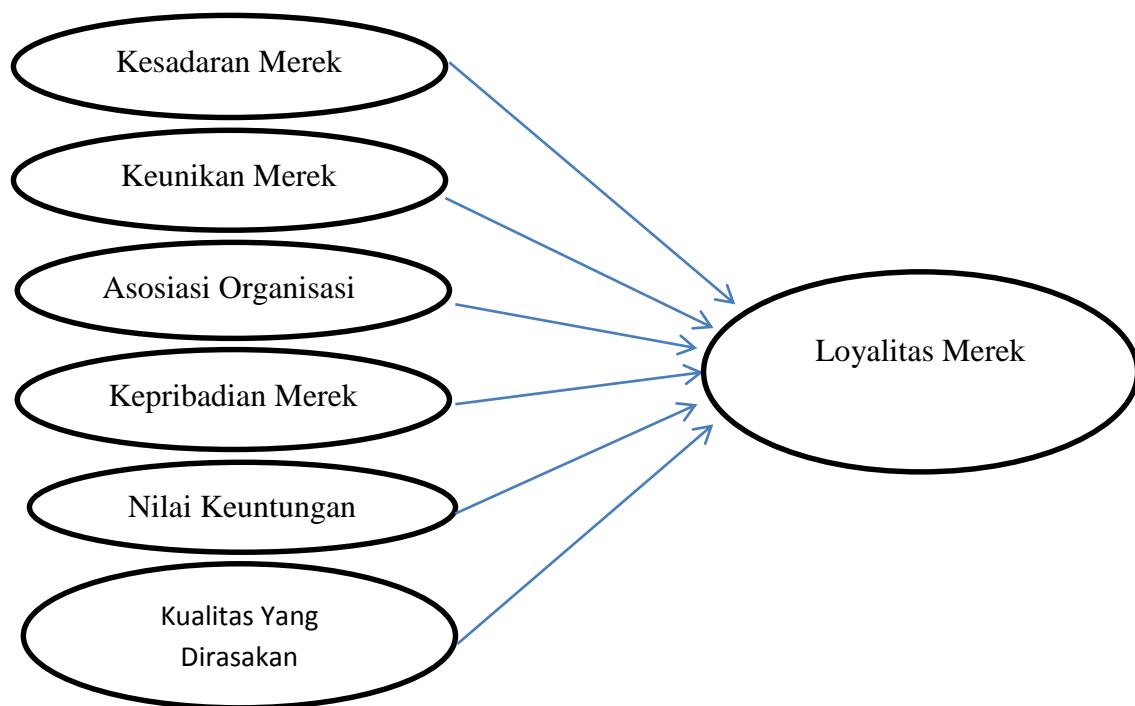 Kesadaran Merek
Keunikan Merek
Asosiasi Organisasi
Kepribadian Merek
Nilai Keuntungan
Kualitas Yang
Dirasakan
Loyalitas Merek